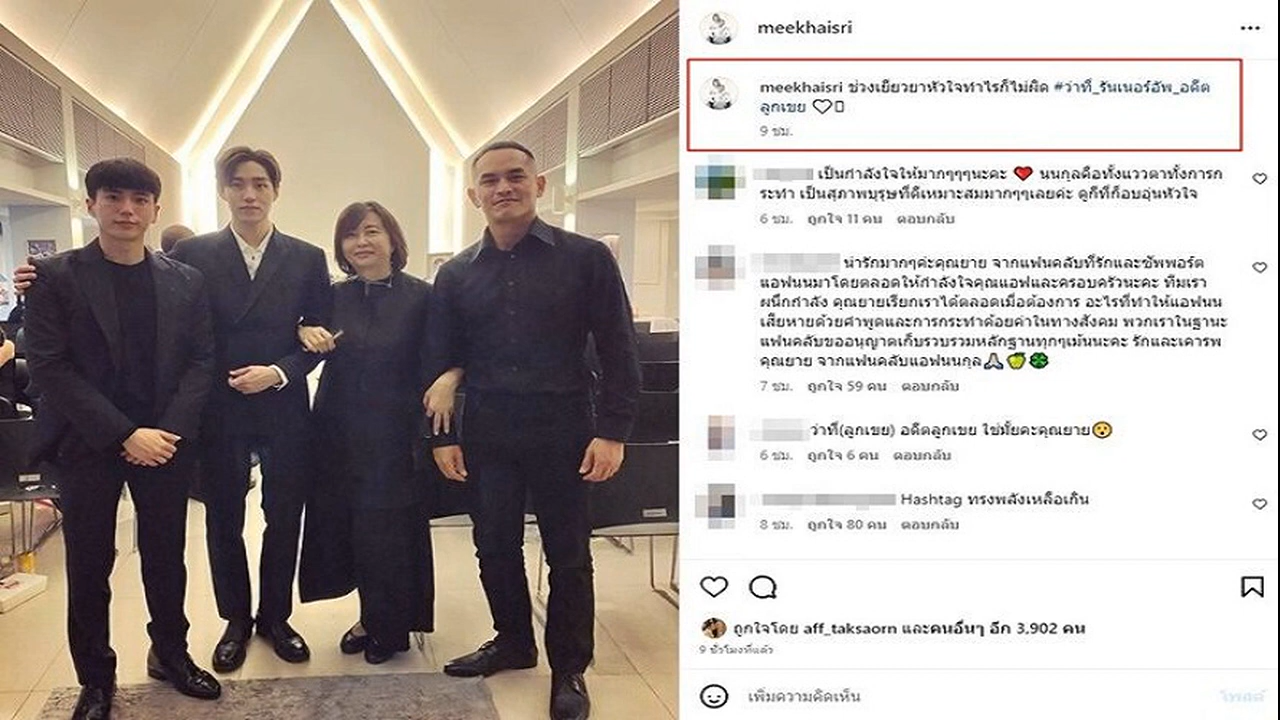 meekhaisri
meekhaisri ช่วงเยียวยาหัวใจทำไรก็ไม่ผิด #ว่าที่_รันเนอร์อัพ_อดีต
ลูกเขย
9 ชม.
เป็นกำลังใจให้มากๆๆๆนะคะ ❤️ นนกุลคือทั้งแววตาทั้งการก
ระทำ เป็นสุภาพบุรุษที่ดีเหมาะสมมากๆๆเลยค่ะ ดูกี่ทีก็อบอุ่นหัวใจ
6 ชม. ถูกใจ 11 คน ตอบกลับ
น่ารักมากๆค่ะคุณยาย จากแฟนคลับที่รักและซัพพอร์ต
แอฟนนมาโดยตลอดให้กำลังใจคุณแอฟและครอบครัวนะคะ ทีมเรา
ผนึกกำลัง คุณยายเรียกเราได้ตลอดเมื่อต้องการ อะไรที่ทำให้แอฟนน
เสียหายด้วยคำพูดและการกระทำด้อยค่าในทางสังคม พวกเราในฐานะ
แฟนคลับขออนุญาตเก็บรวบรวมหลักฐานทุกๆเม้นนะคะ รักและเคารพ
คุณยาย จากแฟนคลับแอฟนนกุล🙏🏻🍏🍀
7 ชม. ถูกใจ 59 คน ตอบกลับ
ว่าที่(ลูกเขย) อดีตลูกเขย ใช่มั้ยคะคุณยาย😮
6 ชม. ถูกใจ 6 คน ตอบกลับ
Hashtag ทรงพลังเหลือเกิน
8 ชม. ถูกใจ 80 คน ตอบกลับ
ถูกใจโดย aff_taksaorn และคนอื่นๆ อีก 3,902 คน
9 ชั่วโมงที่แล้ว
เพิ่มความคิดเห็น
โพสต์